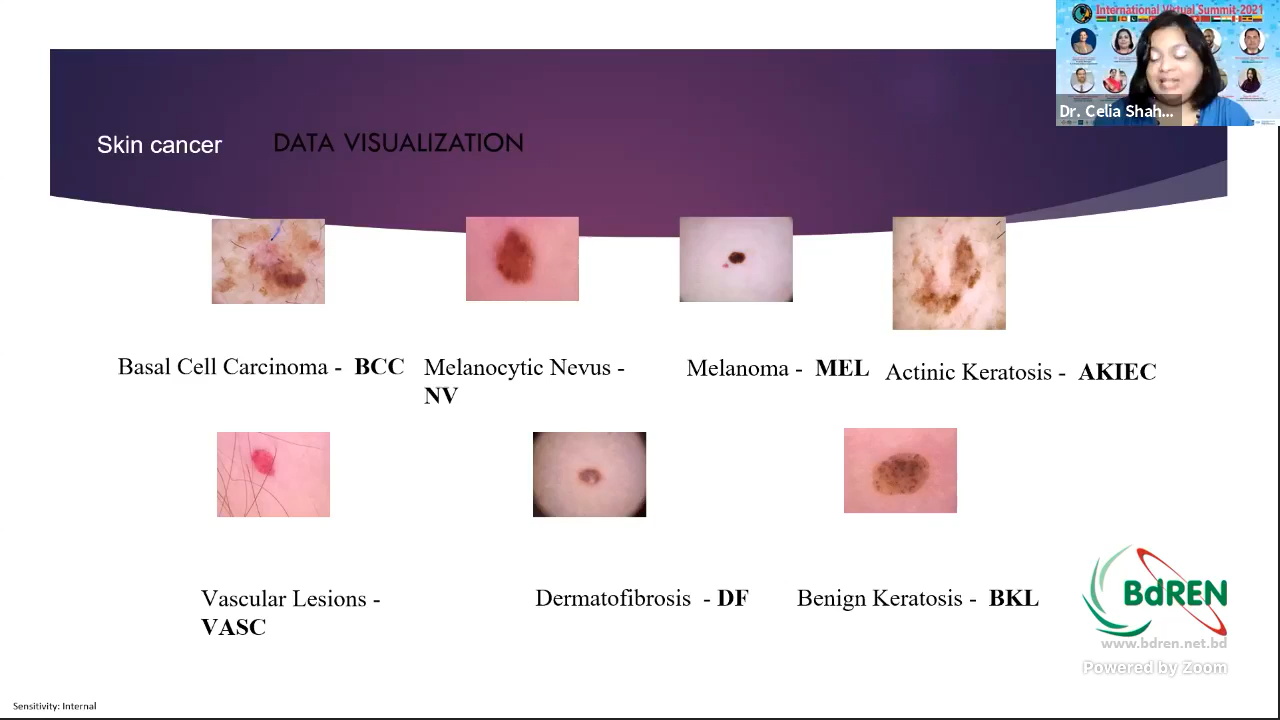 International Virtual Summit-2021
Dr. Celia Shah...
Skin cancer
DATA VISUALIZATION
Basal Cell Carcinoma - BCC
Melanocytic Nevus -
NV
Melanoma - MEL
Actinic Keratosis - AKIEC
Vascular Lesions -
VASC
Dermatofibrosis - DF
Benign Keratosis - BKL
BdREN
www.bdren.net.bd
Powered by Zoom
Sensitivity: Internal